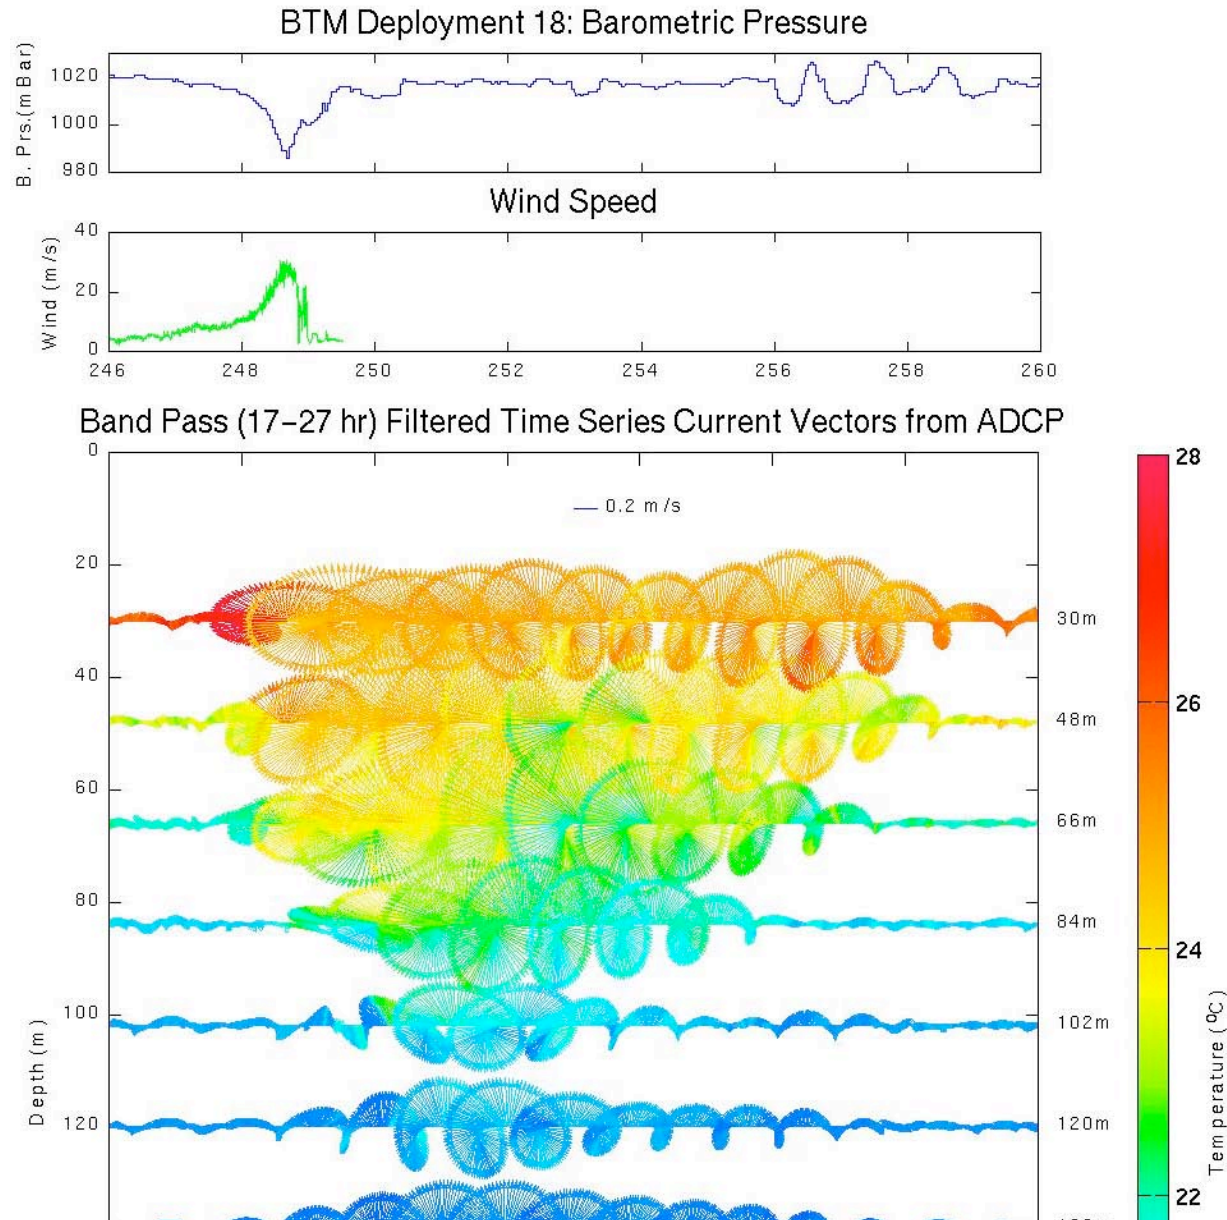 BTM Deployment 18: Barometric Pressure
B. Prs.(mBar)
1020
1000
980
Wind Speed
Wind (m/s)
40
20
0
246 248 250 252 254 256 258 260
Band Pass (17-27 hr) Filtered Time Series Current Vectors from ADCP
0
0.2 m/s
20
30m
40
48m
60
66m
80
84m
100
102m
120
120m
Depth (m)
28
26
24
22
Temperature (°C)